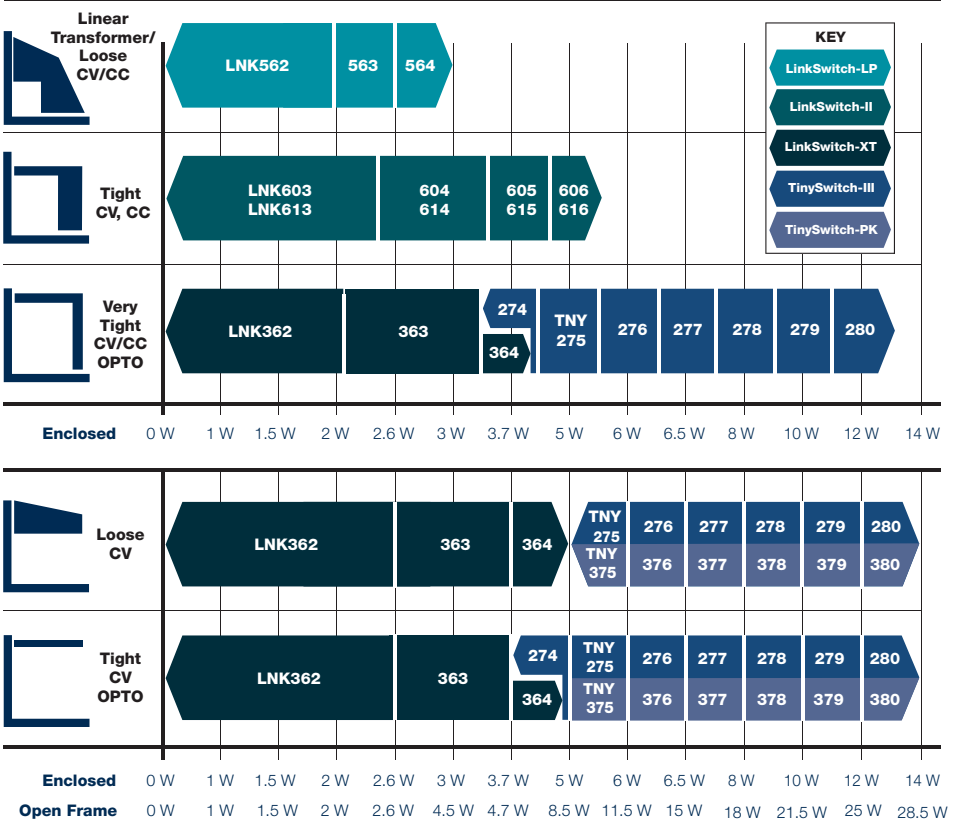 Linear
Transformer/
Loose
CV/CC
LNK562
563
564
KEY
LinkSwitch-LP
LinkSwitch-II
LinkSwitch-XT
TinySwitch-III
TinySwitch-PK
Tight
CV, CC
LNK603
LNK613
604
614
605
615
606
616
Very
Tight
CV/CC
OPTO
LNK362
363
274
364
TNY
275
276
277
278
279
280
Enclosed 0 W 1 W 1.5 W 2 W 2.6 W 3 W 3.7 W 5 W 6 W 6.5 W 8 W 10 W 12 W 14 W
Loose
CV
LNK362
363
364
TNY
275
276
277
278
279
280
TNY
375
376
377
378
379
380
Tight
CV
OPTO
LNK362
363
274
364
TNY
275
276
277
278
279
280
TNY
375
376
377
378
379
380
Enclosed 0 W 1 W 1.5 W 2 W 2.6 W 3 W 3.7 W 5 W 6 W 6.5 W 8 W 10 W 12 W 14 W
Open Frame 0 W 1 W 1.5 W 2 W 2.6 W 4.5 W 4.7 W 8.5 W 11.5 W 15 W 18 W 21.5 W 25 W 28.5 W